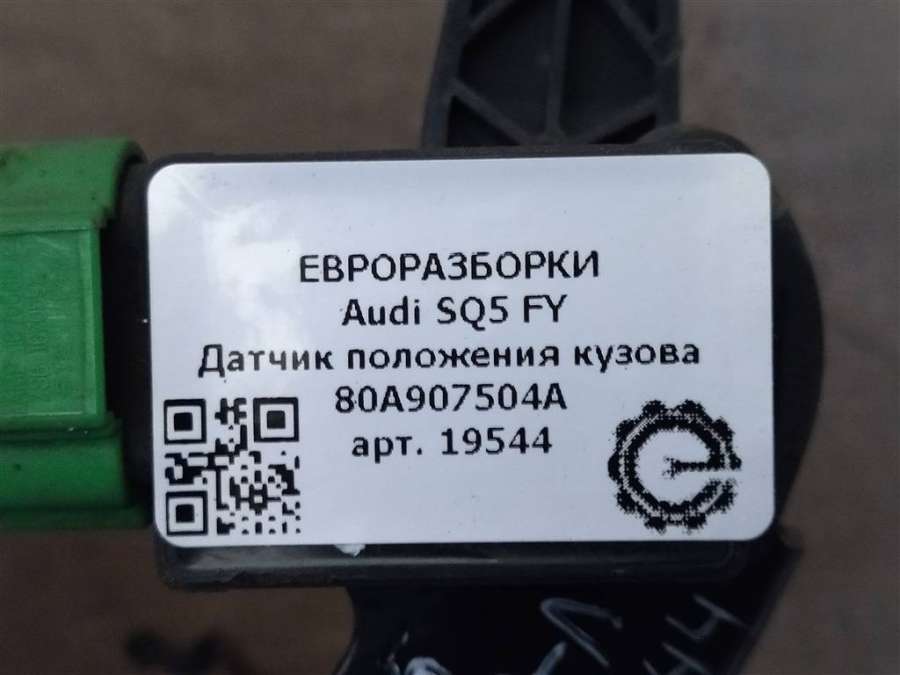 ЕВРОРАЗБОРКИ
Audi SQ5 FY
Датчик положения кузова
80A907504A
арт. 19544